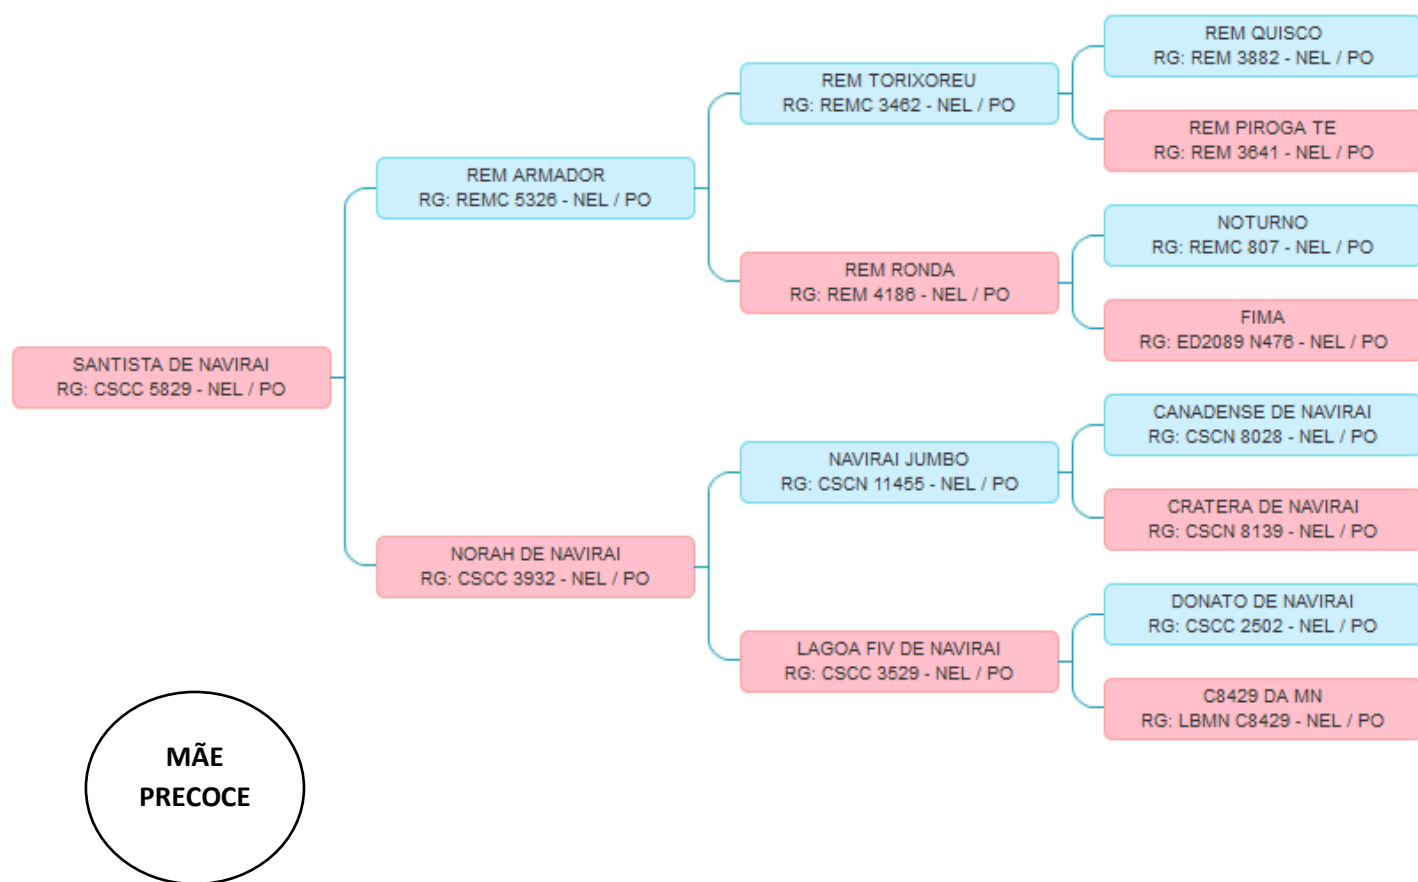 REM QUISCO
RG: REM 3882 - NEL / PO
REM TORIXOREU
RG: REMC 3462 - NEL / PO
REM PIROGA TE
RG: REM 3641 - NEL / PO
REM ARMADOR
RG: REMC 5326 - NEL / PO
NOTURNO
RG: REMC 807 - NEL / PO
REM RONDA
RG: REM 4186 - NEL / PO
FIMA
RG: ED2089 N476 - NEL / PO
SANTISTA DE NAVIRAI
RG: CSCC 5829 - NEL / PO
CANADENSE DE NAVIRAI
RG: CSCN 8028 - NEL / PO
NAVIRAI JUMBO
RG: CSCN 11455 - NEL / PO
CRATERA DE NAVIRAI
RG: CSCN 8139 - NEL / PO
NORAH DE NAVIRAI
RG: CSCC 3932 - NEL / PO
DONATO DE NAVIRAI
RG: CSCC 2502 - NEL / PO
LAGOA FIV DE NAVIRAI
RG: CSCC 3529 - NEL / PO
C8429 DA MN
RG: LBMN C8429 - NEL / PO
MÃE
PRECOCE